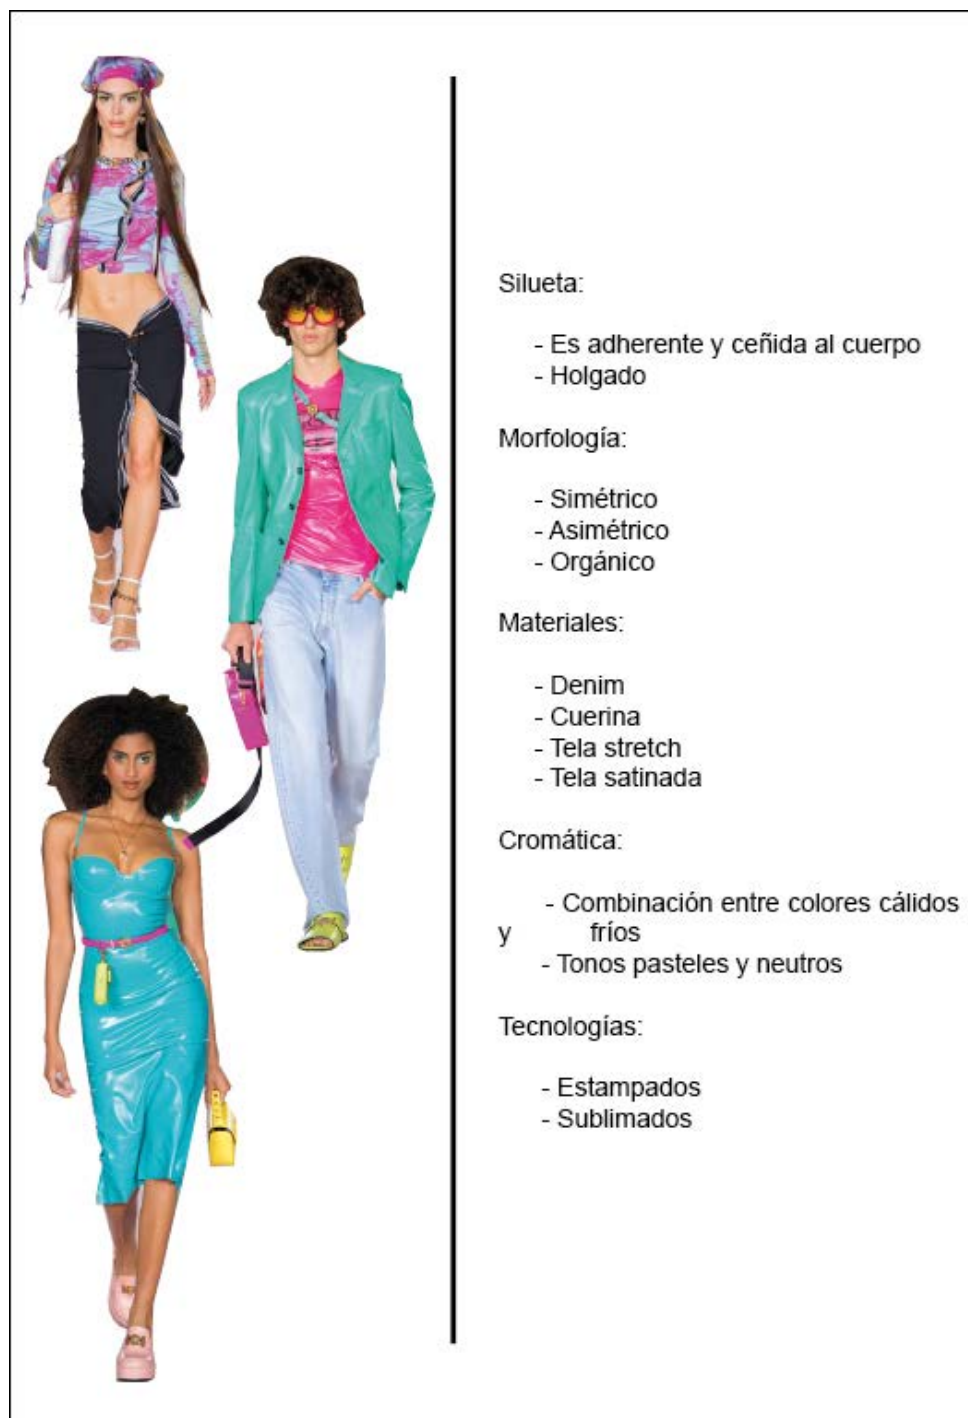 Silueta:
- Es adherente y ceñida al cuerpo
- Holgado
Morfología:
- Simétrico
- Asimétrico
- Orgánico
Materiales:
- Denim
- Cuerina
- Tela stretch
- Tela satinada
Cromática:
- Combinación entre colores cálidos
y fríos
- Tonos pasteles y neutros
Tecnologías:
- Estampados
- Sublimados